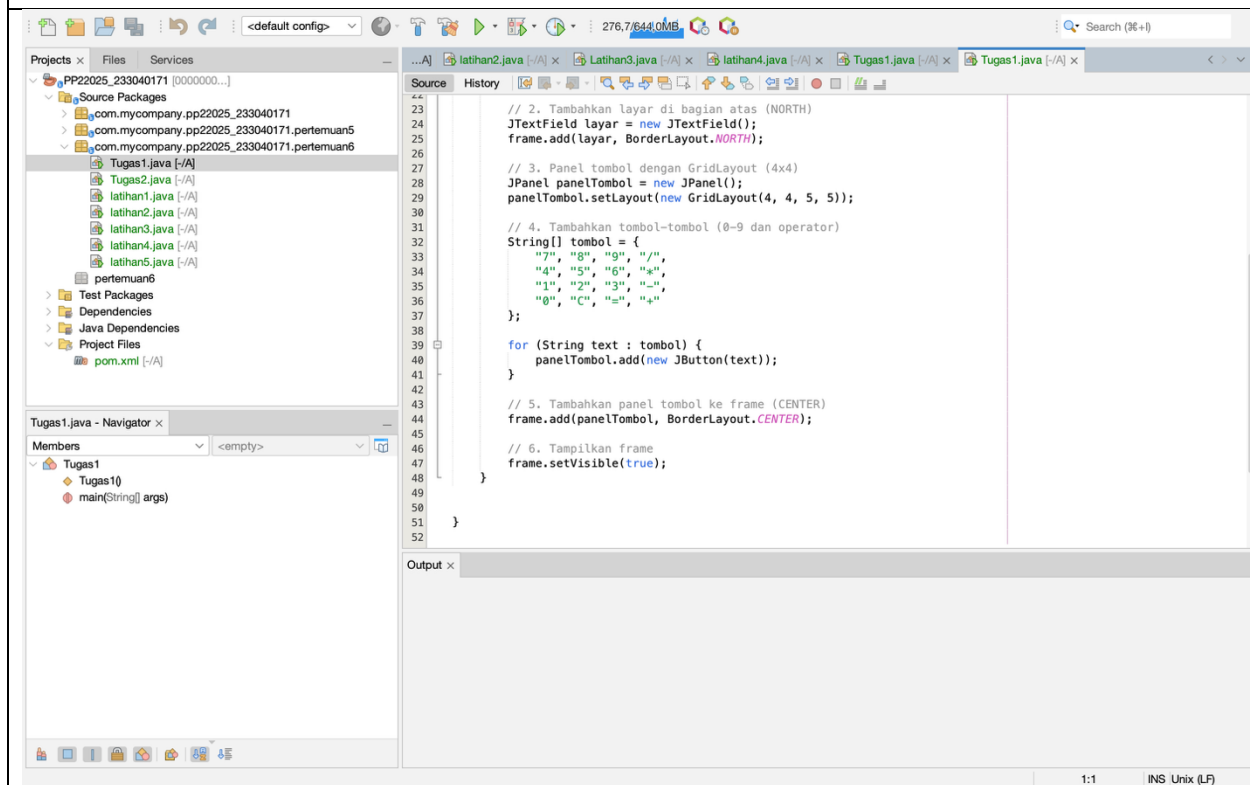 <default config>
276,7/644,0MB
Search (⌘+I)
Projects × Files Services
PP22025_233040171 [0000000...]
Source Packages
com.mycompany.pp22025_233040171
com.mycompany.pp22025_233040171.pertemuan5
com.mycompany.pp22025_233040171.pertemuan6
Tugas1.java [-/A]
Tugas2.java [-/A]
latihan1.java [-/A]
latihan2.java [-/A]
latihan3.java [-/A]
latihan4.java [-/A]
latihan5.java [-/A]
pertemuan6
Test Packages
Dependencies
Java Dependencies
Project Files
pom.xml [-/A]
Tugas1.java - Navigator ×
Members <empty>
Tugas1
Tugas1()
main(String[] args)
...A] latihan2.java [-/A] × Latihan3.java [-/A] × latihan4.java [-/A] × Tugas1.java [-/A] × Tugas1.java [-/A] ×
Source History
22
23 // 2. Tambahkan layar di bagian atas (NORTH)
24 JTextField layar = new JTextField();
25 frame.add(layar, BorderLayout.NORTH);
26
27 // 3. Panel tombol dengan GridLayout (4x4)
28 JPanel panelTombol = new JPanel();
29 panelTombol.setLayout(new GridLayout(4, 4, 5, 5));
30
31 // 4. Tambahkan tombol-tombol (0-9 dan operator)
32 String[] tombol = {
33 "7", "8", "9", "/",
34 "4", "5", "6", "*",
35 "1", "2", "3", "-",
36 "0", "C", "=", "+"
37 };
38
39 for (String text : tombol) {
40 panelTombol.add(new JButton(text));
41 }
42
43 // 5. Tambahkan panel tombol ke frame (CENTER)
44 frame.add(panelTombol, BorderLayout.CENTER);
45
46 // 6. Tampilkan frame
47 frame.setVisible(true);
48 }
49
50
51 }
52
Output ×
1:1 INS Unix (LF)